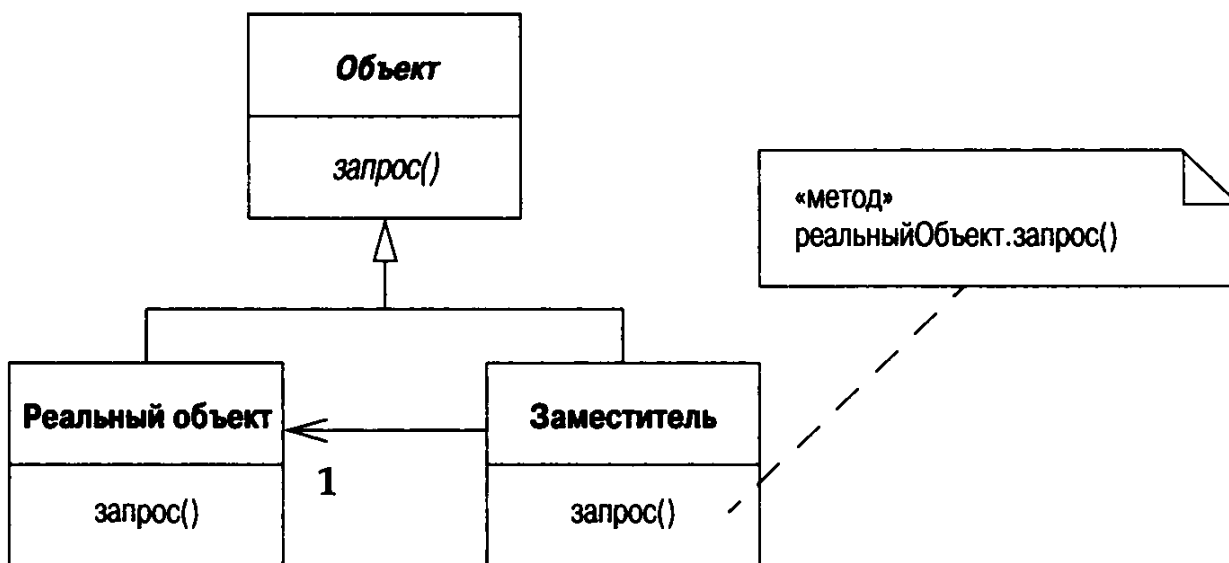 Объект
запрос()
«метод»
реальныйОбъект.запрос()
Реальный объект
Заместитель
1
запрос()
запрос()